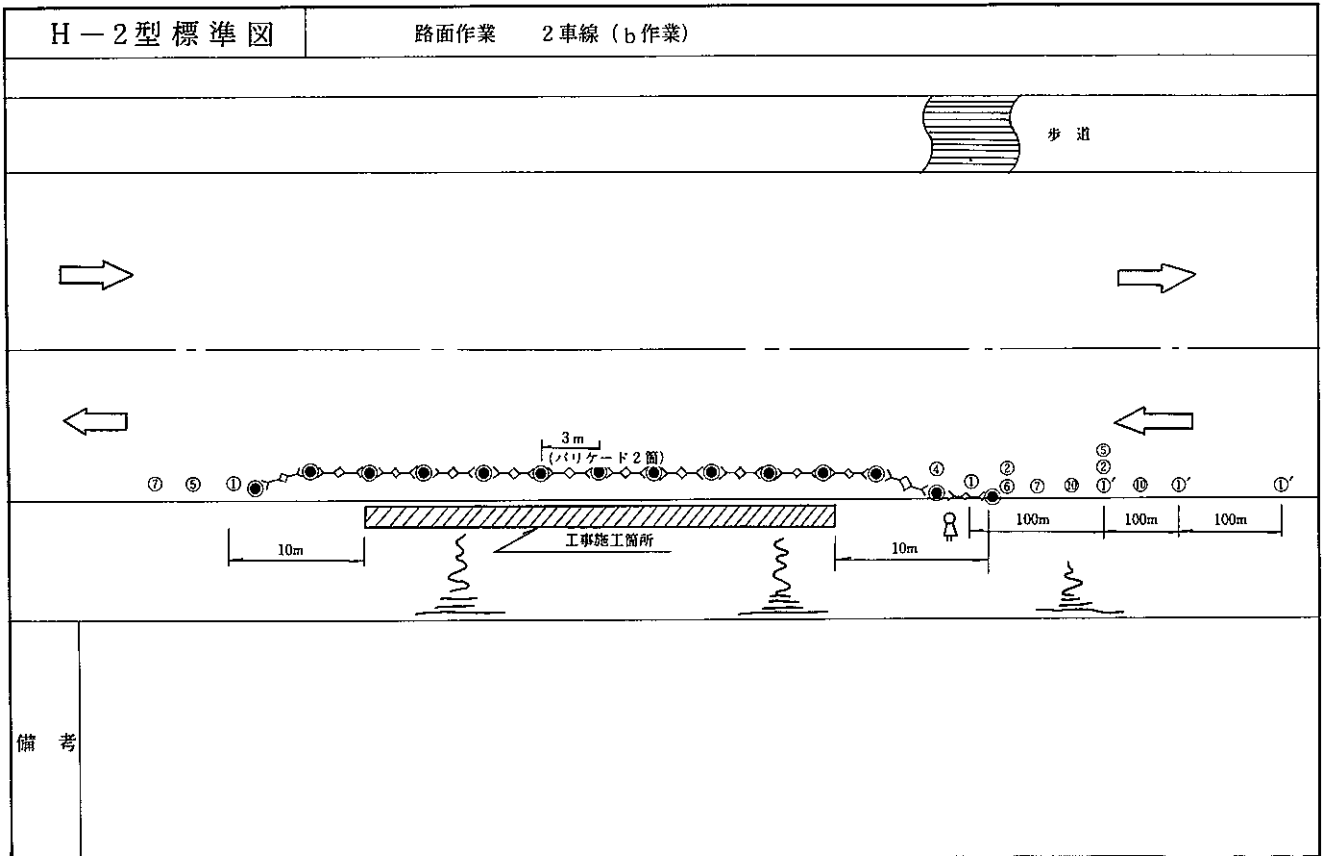 H－2型標準図 路面作業 2車線（b作業）
歩道
3m
(バリケード2箇)
⑤
④ ② ②
⑦ ⑤ ① ① ⑥ ⑦ ⑩ ①′ ⑩ ①′ ①′
100m 100m 100m
10m 工事施工箇所 10m
備考